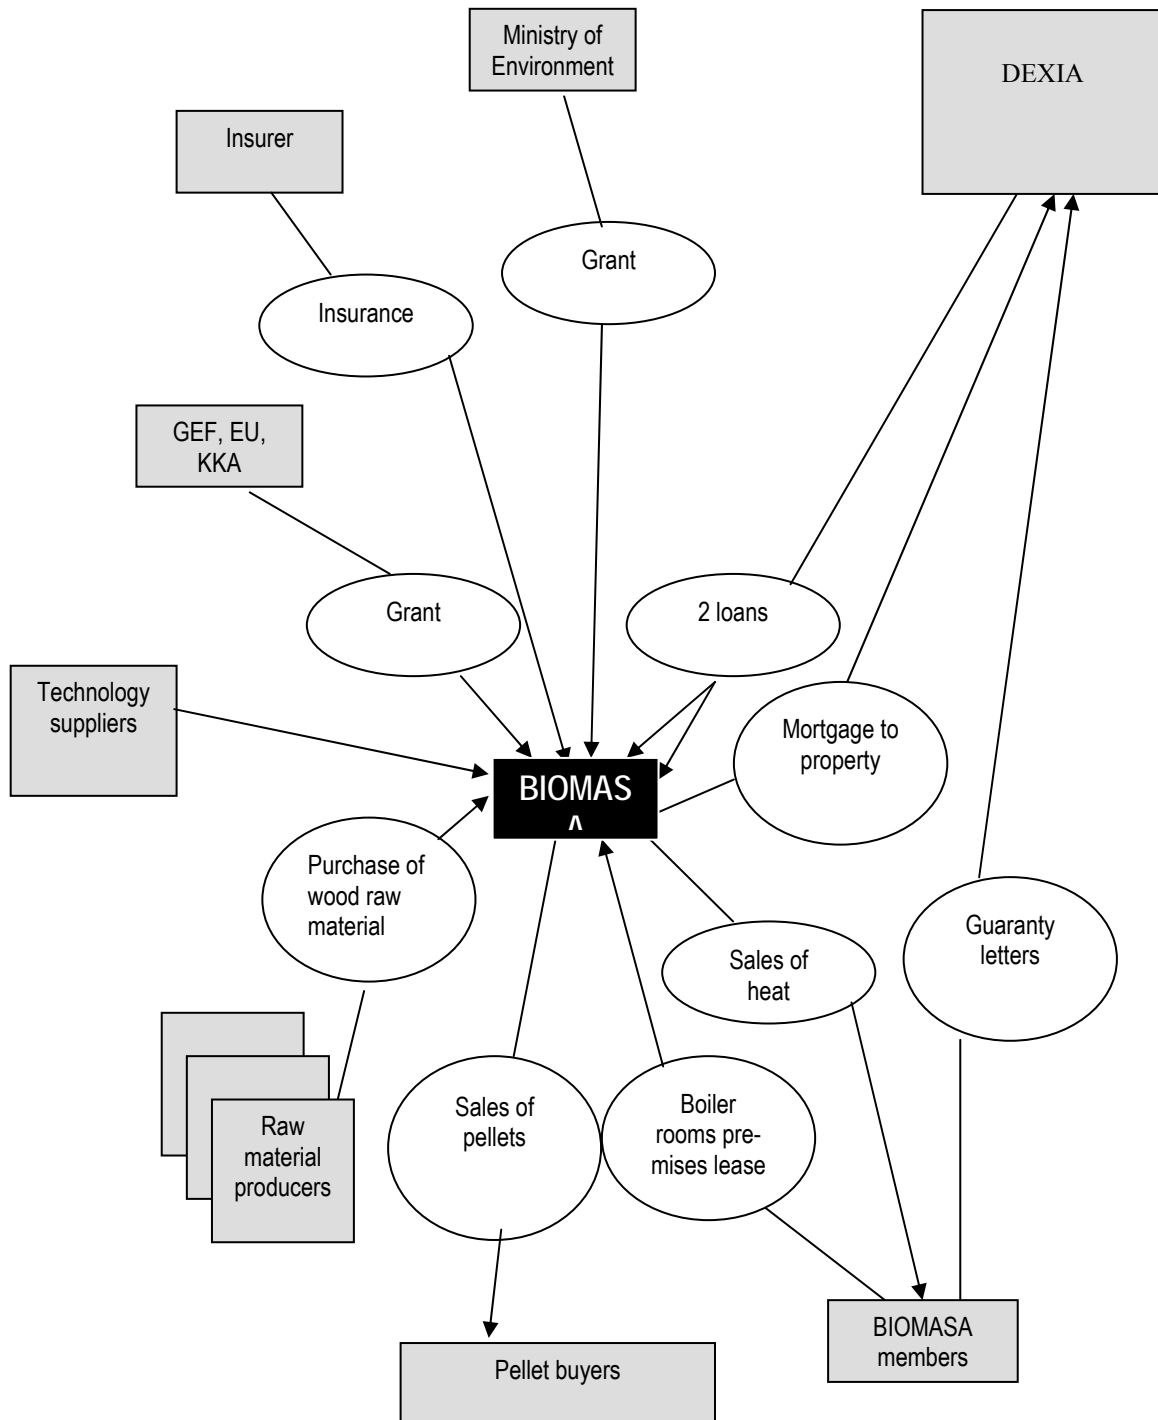 Ministry of
Environment
DEXIA
Insurer
Grant
Insurance
GEF, EU,
KKA
Grant
2 loans
Technology
suppliers
Mortgage to
property
BIOMAS
Purchase of
wood raw
material
Guaranty
letters
Sales of
heat
Sales of
pellets
Boiler
rooms pre-
mises lease
Raw
material
producers
BIOMASA
members
Pellet buyers